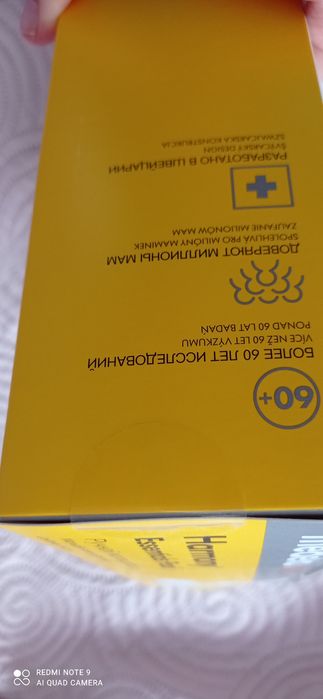 60+
БОЛЕЕ 60 ЛЕТ ИССЛЕДОВАНИЙ
VÍCE NEŽ 60 LET VÝZKUMU
PONAD 60 LAT BADAŃ
ДОВЕРЯЮТ МИЛЛИОНЫ МАМ
SPOLEHLIVÁ PRO MILIÓNY MAMINEK
ZAUFANIE MILIONÓW MAM
РАЗРАБОТАНО В ШВЕЙЦАРИИ
ŠVÝCARSKÝ DESIGN
SZWAJCARSKA KONSTRUKCJA
REDMI NOTE 9
AI QUAD CAMERA